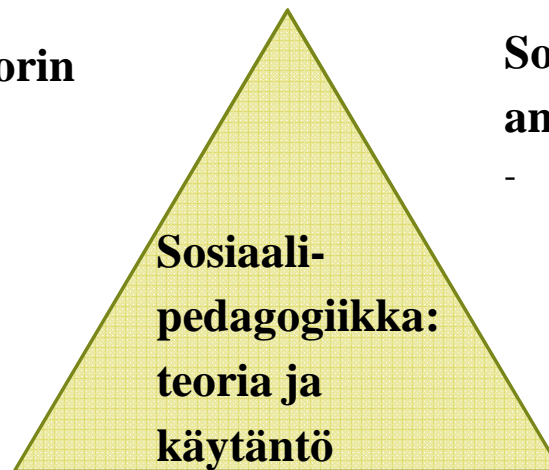 orin
So
an
-
Sosiaali-
pedagogiikka:
teoria ja
käytäntö